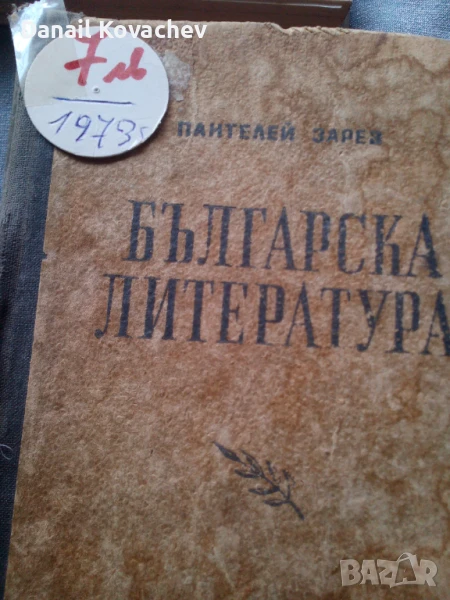 Danail Kovachev
7лв
1973г
ПАНТЕЛЕЙ ЗАРЕВ
БЪЛГАРСКА
ЛИТЕРАТУРА
BAZAR